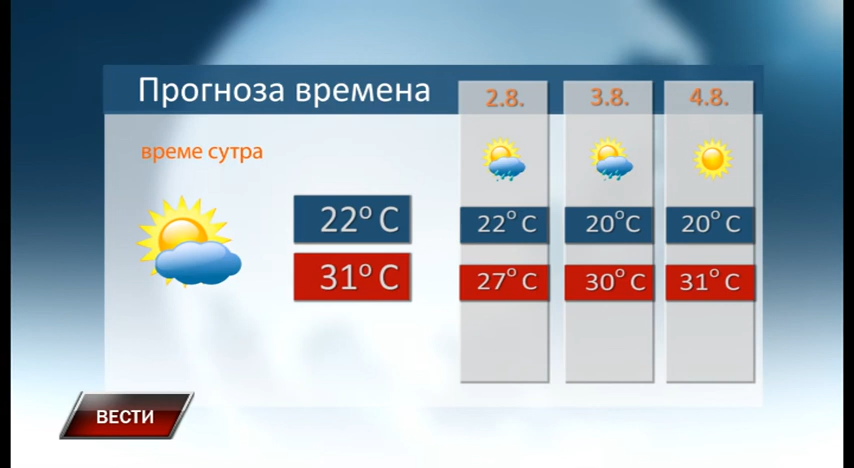 Прогноза времена
време сутра
22° C
31° C
2.8. 3.8. 4.8.
22° C 20°C 20° C
27° C 30° C 31° C
ВЕСТИ